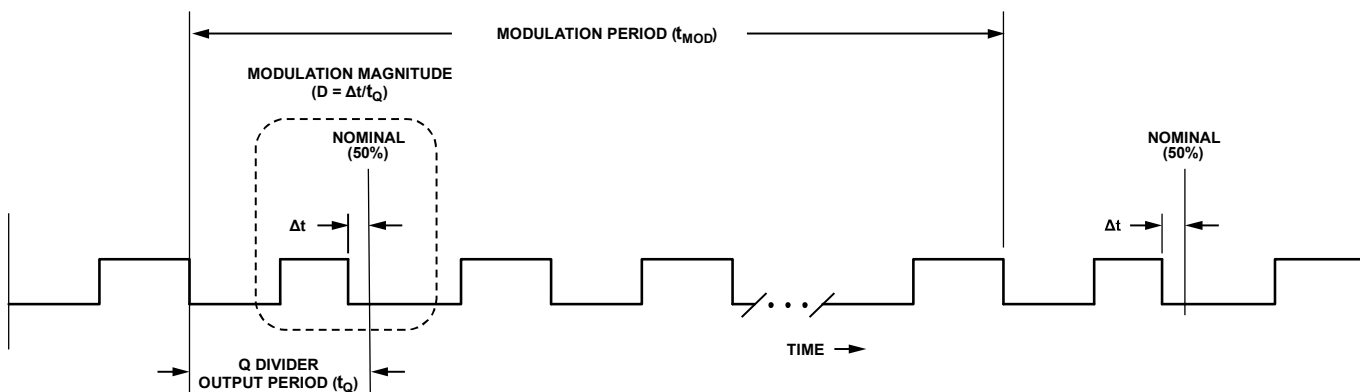 MODULATION PERIOD (tMOD)
MODULATION MAGNITUDE
(D = Δt/tQ)
NOMINAL
(50%)
NOMINAL
(50%)
Δt
Δt
. . .
TIME
Q DIVIDER
OUTPUT PERIOD (tQ)